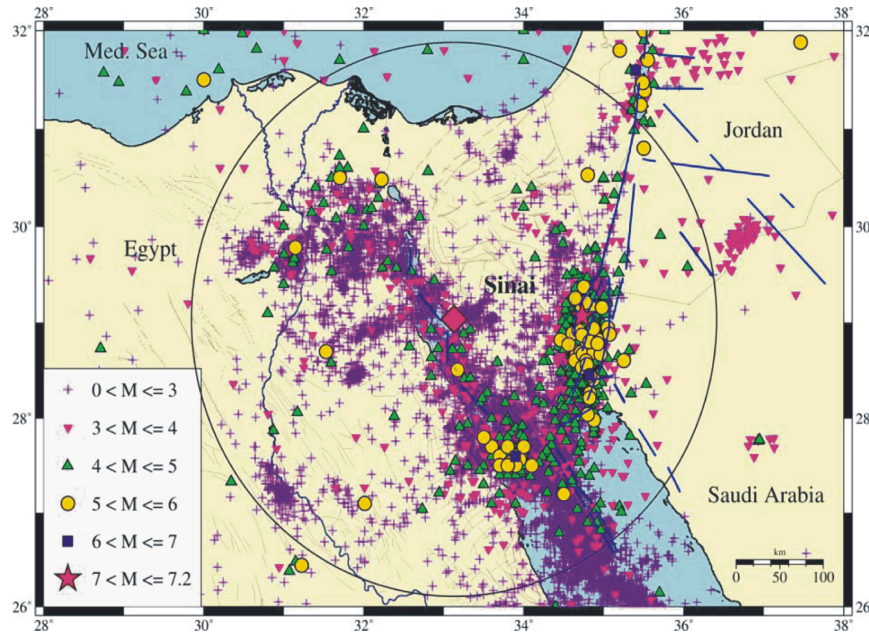 28° 30° 32° 34° 36° 38°
32° 32°
Med. Sea
Jordan
30° 30°
Egypt
Sinai
28° 28°
0 < M <= 3
3 < M <= 4
4 < M <= 5
5 < M <= 6
6 < M <= 7
7 < M <= 7.2
Saudi Arabia
km
0 50 100
26° 26°
28° 30° 32° 34° 36° 38°